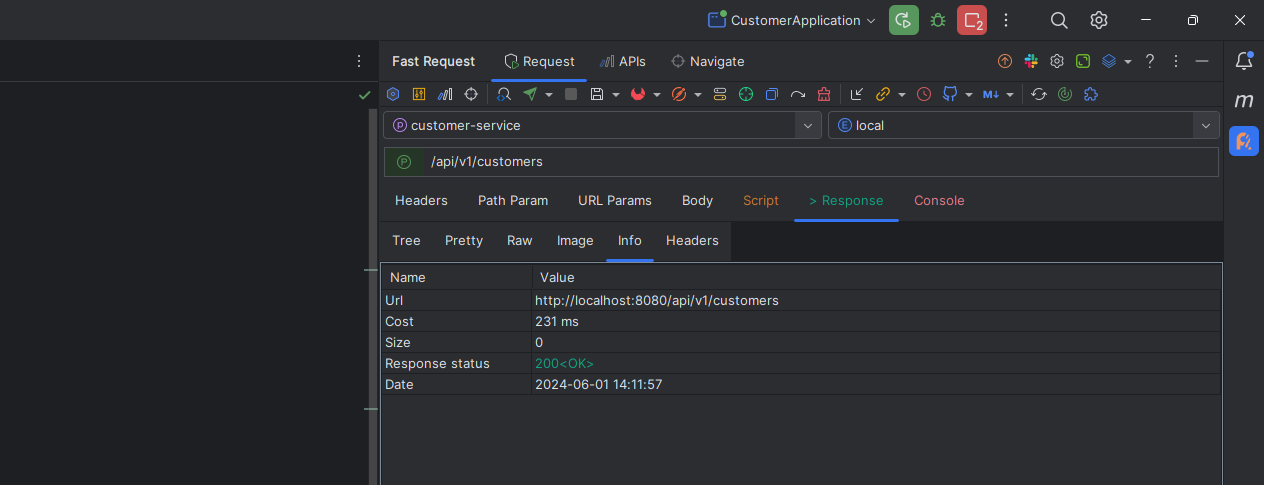 CustomerApplication
2
Fast Request
Request
APIs
Navigate
M↓
m
P customer-service
E local
P /api/v1/customers
Headers Path Param URL Params Body Script > Response Console
Tree Pretty Raw Image Info Headers
Name Value
Url http://localhost:8080/api/v1/customers
Cost 231 ms
Size 0
Response status 200<OK>
Date 2024-06-01 14:11:57